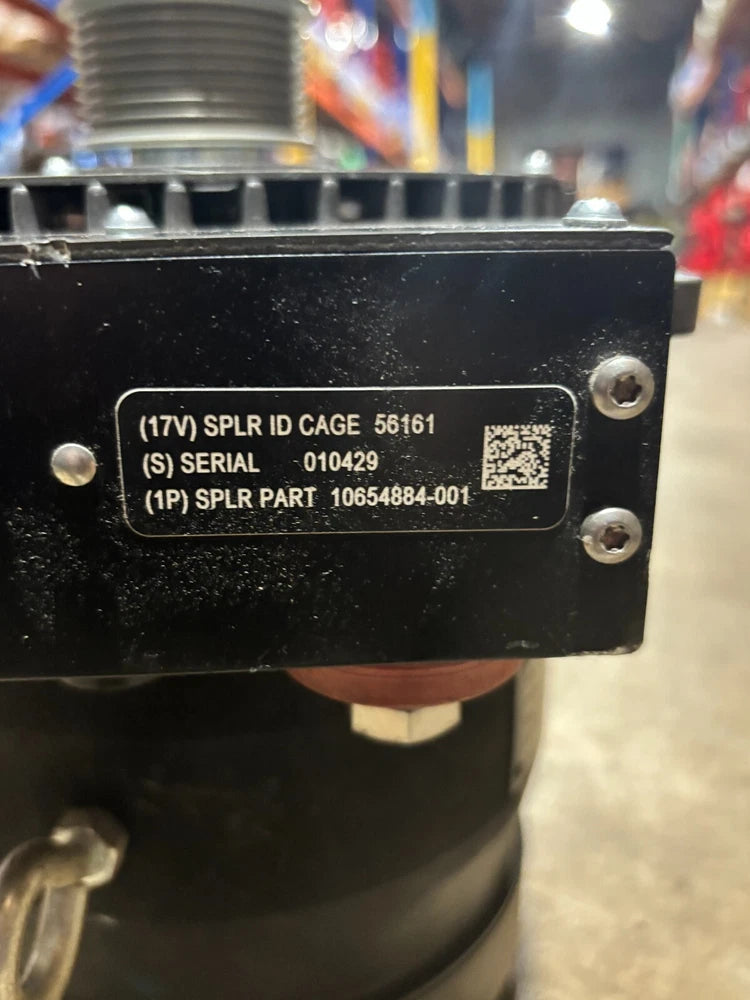 (17V) SPLR ID CAGE 56161
(S) SERIAL 010429
(1P) SPLR PART 10654884-001